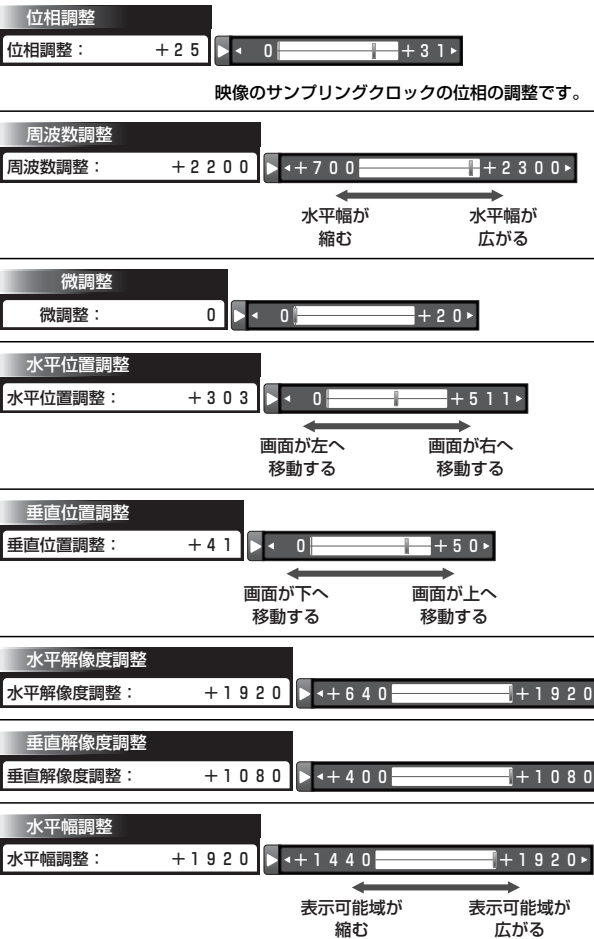 位相調整
位相調整： +25 0 +31
映像のサンプリングクロックの位相の調整です。
周波数調整
周波数調整： +2200 +700 +2300
水平幅が 水平幅が
縮む 広がる
微調整
微調整： 0 0 +20
水平位置調整
水平位置調整： +303 0 +511
画面が左へ 画面が右へ
移動する 移動する
垂直位置調整
垂直位置調整： +41 0 +50
画面が下へ 画面が上へ
移動する 移動する
水平解像度調整
水平解像度調整： +1920 +640 +1920
垂直解像度調整
垂直解像度調整： +1080 +400 +1080
水平幅調整
水平幅調整： +1920 +1440 +1920
表示可能域が 表示可能域が
縮む 広がる